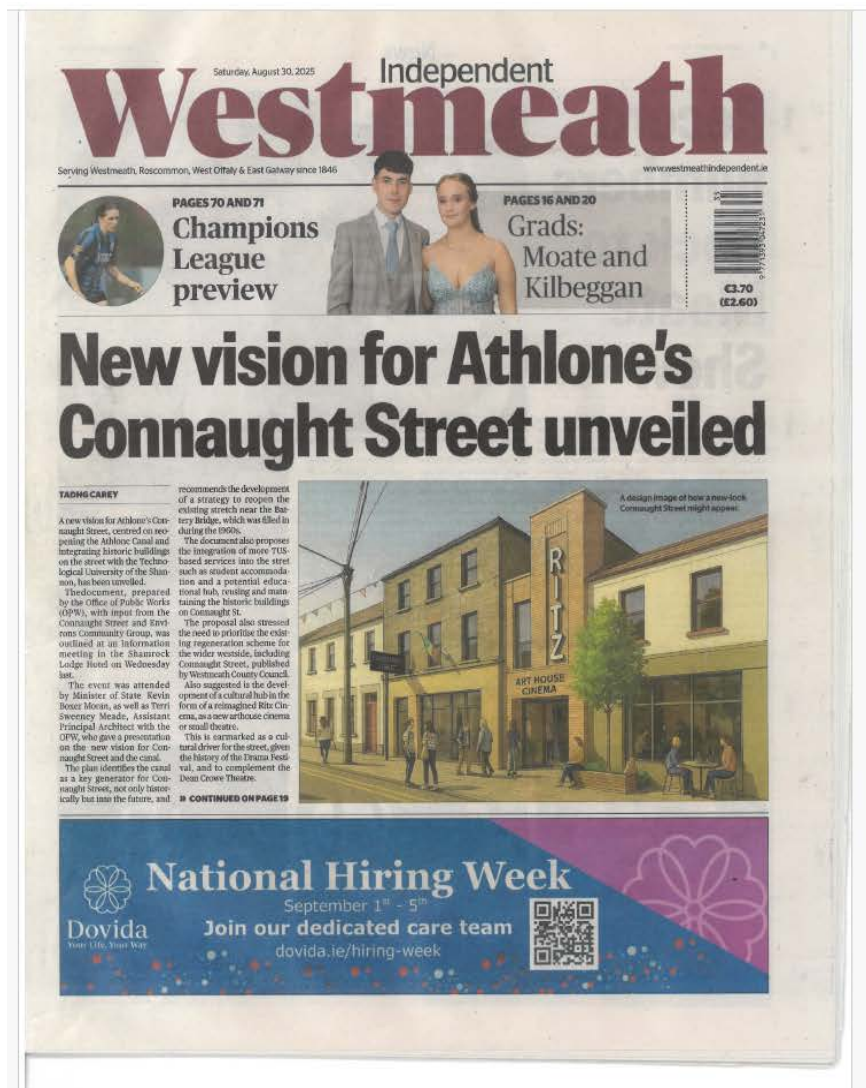 Saturday, August 30, 2025
Independent
Westmeath
Serving Westmeath, Roscommon, West Offaly & East Galway since 1846
www.westmeathindependent.ie
PAGES 70 AND 71
Champions
League
preview
PAGES 16 AND 20
Grads:
Moate and
Kilbeggan
€3.70
(£2.60)
New vision for Athlone's
Connaught Street unveiled
TADHG CAREY
A new vision for Athlone's Con-
naught Street, centred on reo-
pening the Athlone Canal and
integrating historic buildings
on the street with the Techno-
logical University of the Shan-
non, has been unveiled.
Thedocument, prepared
by the Office of Public Works
(OPW), with input from the
Connaught Street and Envi-
rons Community Group, was
outlined at an information
meeting in the Shamrock
Lodge Hotel on Wednesday
last.
The event was attended
by Minister of State Kevin
Boxer Moran, as well as Terri
Sweeney Meade, Assistant
Principal Architect with the
OPW, who gave a presentation
on the new vision for Con-
naught Street and the canal.
The plan identifies the canal
as a key generator for Con-
naught Street, not only histor-
ically but into the future, and
recommends the development
of a strategy to reopen the
existing stretch near the Bat-
tery Bridge, which was filled in
during the 1960s.
The document also proposes
the integration of more TUS-
based services into the stret
such as student accommoda-
tion and a potential educa-
tional hub, reusing and main-
taining the historic buildings
on Connaught St.
The proposal also stressed
the need to prioritise the exist-
ing regeneration scheme for
the wider westside, including
Connaught Street, published
by Westmeath County Council.
Also suggested is the devel-
opment of a cultural hub in the
form of a reimagined Ritz Cin-
ema, as a new arthouse cinema
or small theatre.
This is earmarked as a cul-
tural driver for the street, given
the history of the Drama Festi-
val, and to complement the
Dean Crowe Theatre.
» CONTINUED ON PAGE 19
A design image of how a new-look
Connaught Street might appear.
RITZ
ART HOUSE
CINEMA
National Hiring Week
September 1st - 5th
Join our dedicated care team
dovida.ie/hiring-week
Dovida
Your Life, Your Way